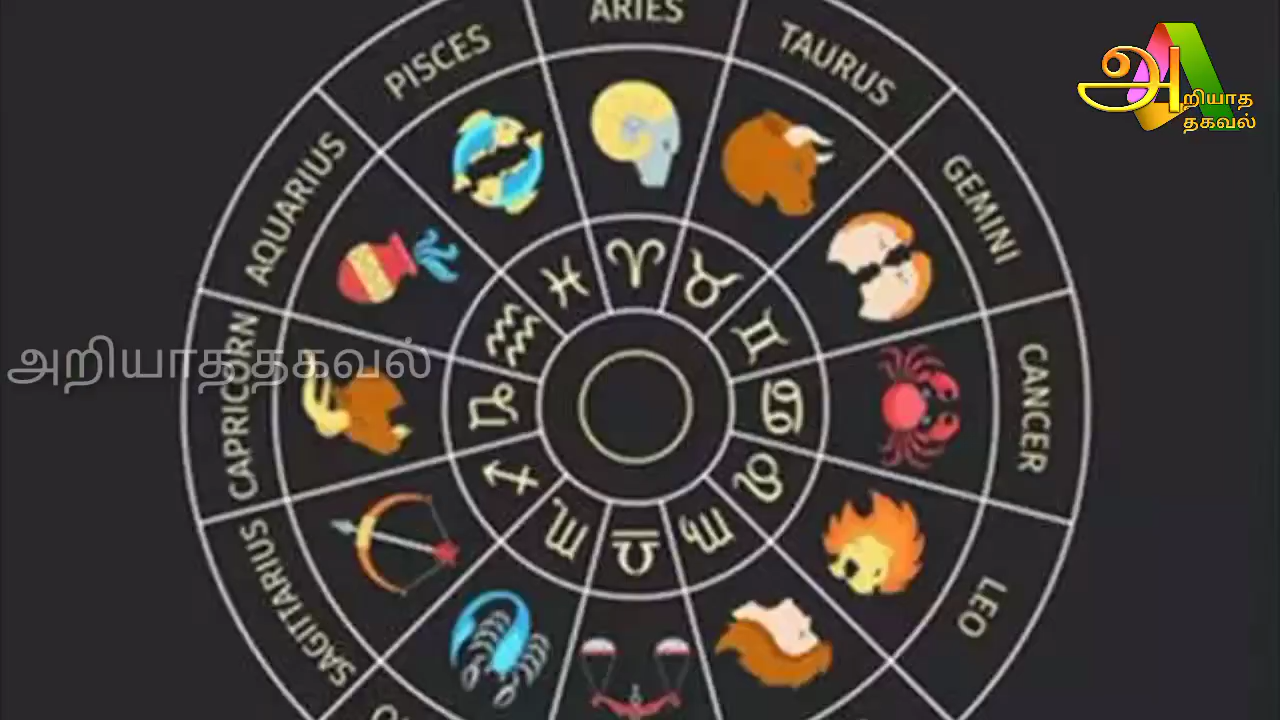 ARIES
TAURUS
GEMINI
CANCER
LEO
SAGITTARIUS
CAPRICORN
AQUARIUS
PISCES
அறியாத
தகவல்
அறியாததகவல்